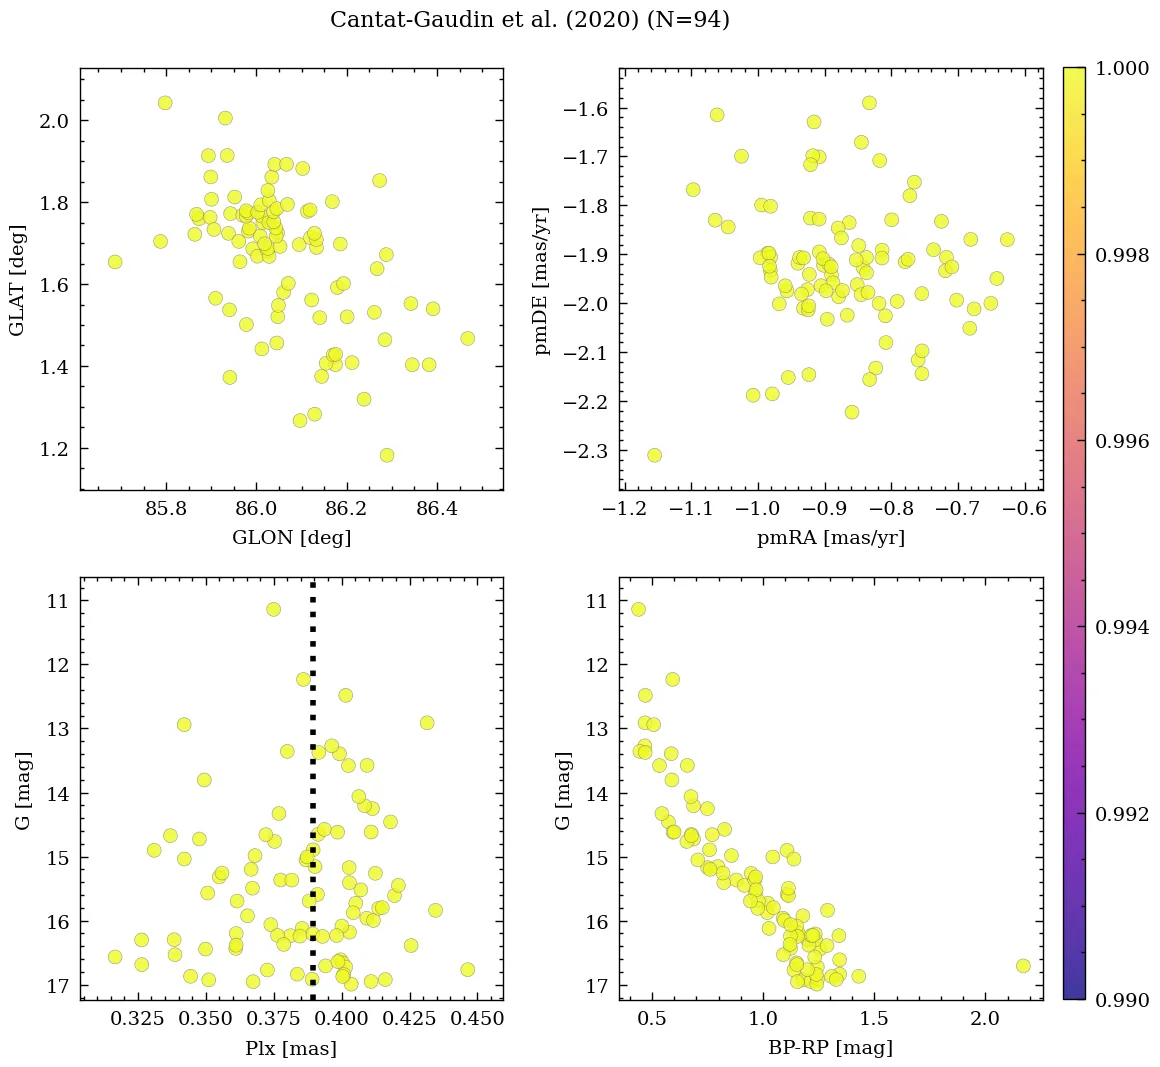 Cantat-Gaudin et al. (2020) (N=94)
2.0
1.8
1.6
1.4
1.2
GLAT [deg]
85.8 86.0 86.2 86.4
GLON [deg]
−1.6
−1.7
−1.8
−1.9
−2.0
−2.1
−2.2
−2.3
pmDE [mas/yr]
−1.2 −1.1 −1.0 −0.9 −0.8 −0.7 −0.6
pmRA [mas/yr]
11
12
13
14
15
16
17
G [mag]
0.325 0.350 0.375 0.400 0.425 0.450
Plx [mas]
11
12
13
14
15
16
17
G [mag]
0.5 1.0 1.5 2.0
BP-RP [mag]
1.000
0.998
0.996
0.994
0.992
0.990